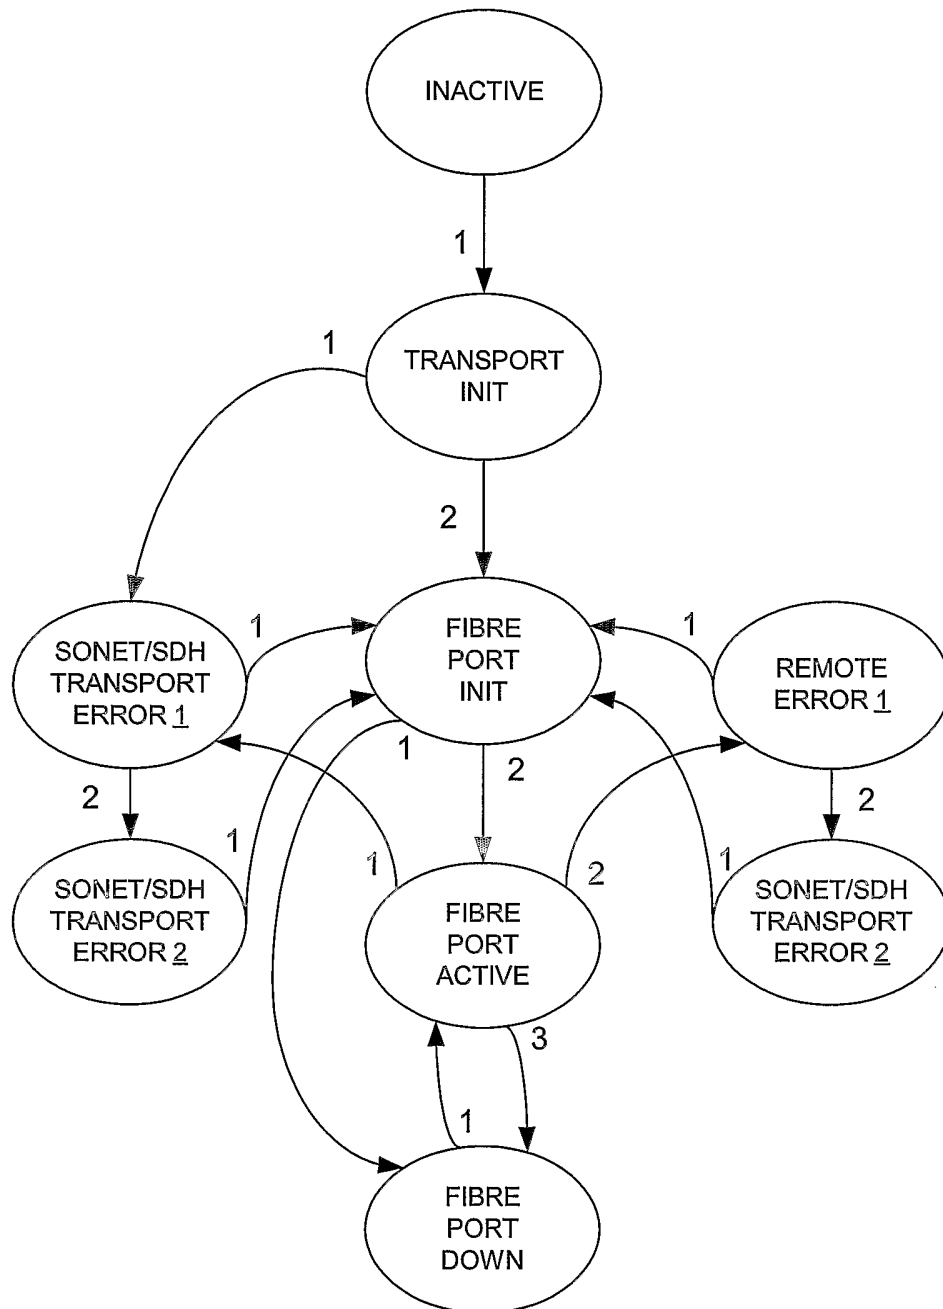 INACTIVE
1
TRANSPORT
INIT
1
2
FIBRE
PORT
INIT
SONET/SDH
TRANSPORT
ERROR 1
1
REMOTE
ERROR 1
1
1
2
2
2
SONET/SDH
TRANSPORT
ERROR 2
1
1
FIBRE
PORT
ACTIVE
2
1
SONET/SDH
TRANSPORT
ERROR 2
3
1
FIBRE
PORT
DOWN